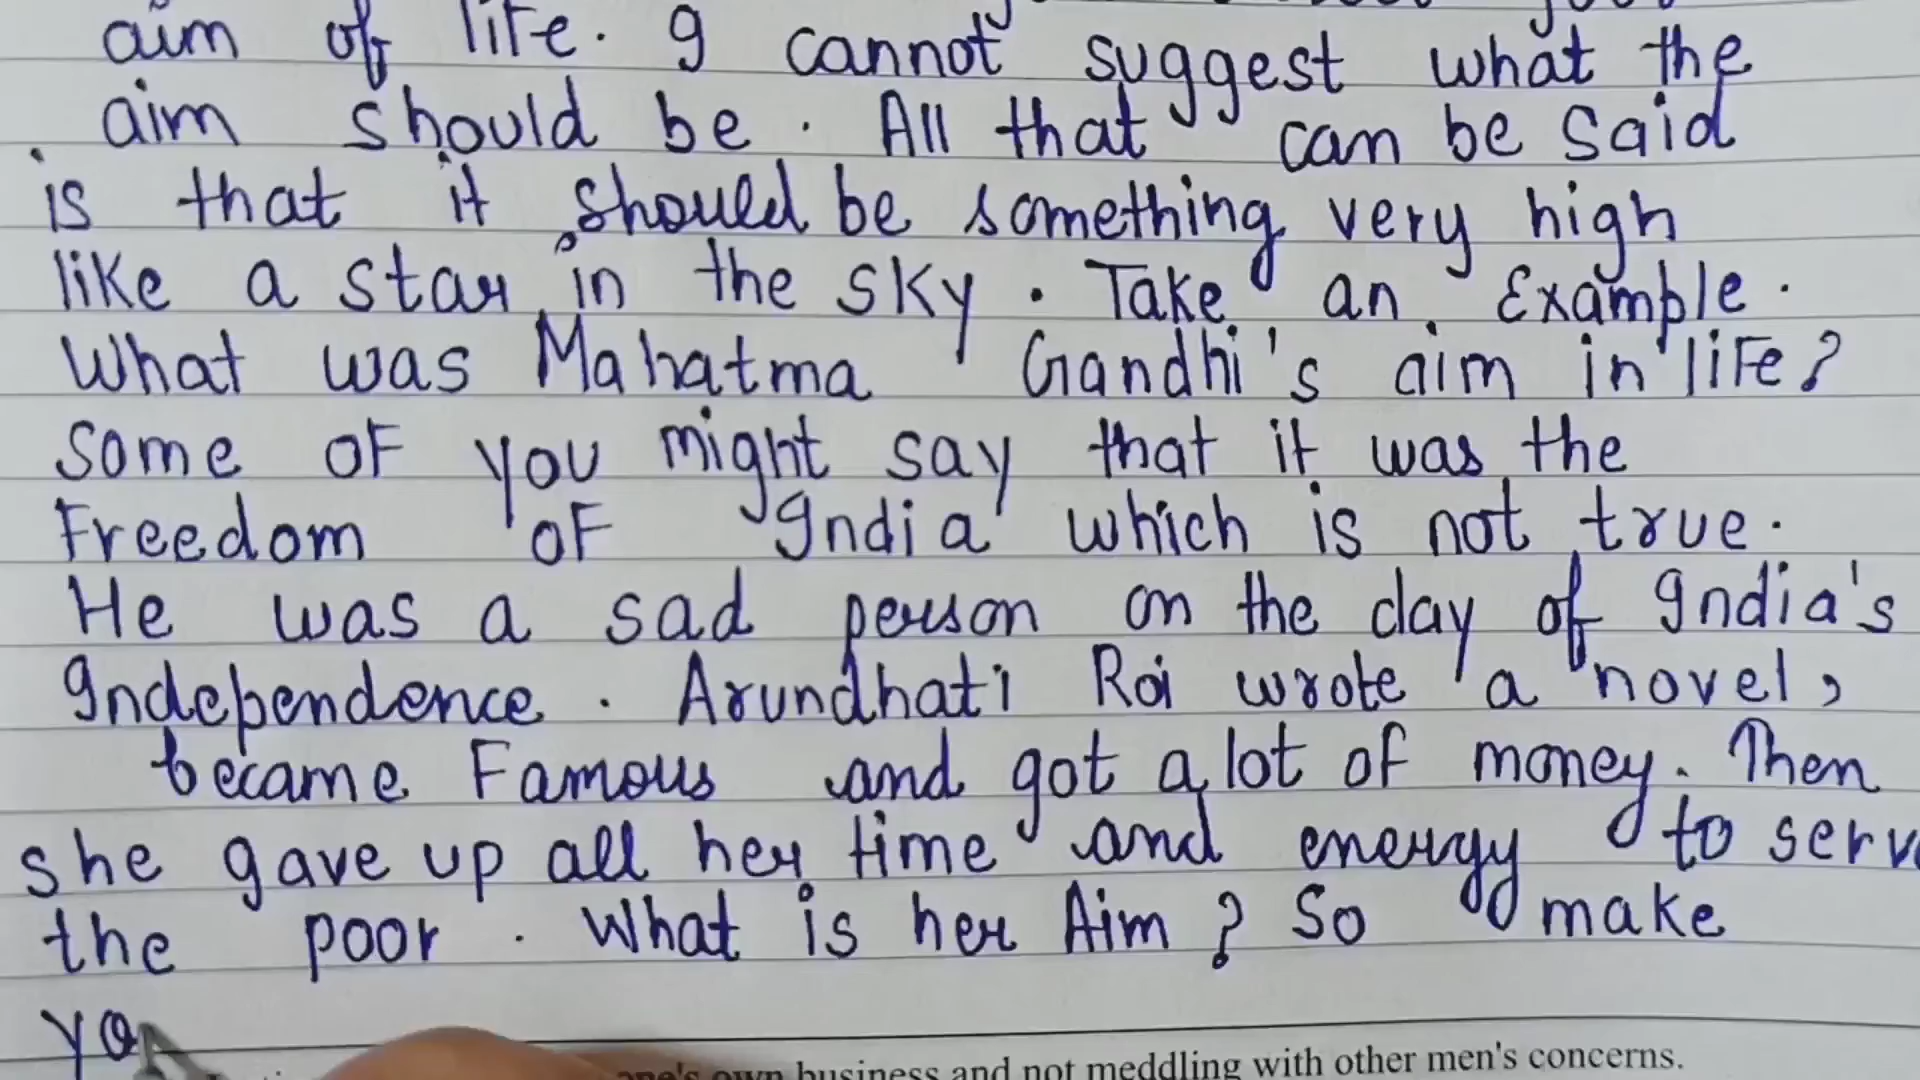 aim of life. I cannot suggest what the
aim should be. All that can be said
is that it should be something very high
like a star in the sky. Take an Example.
What was Mahatma Gandhi's aim in life?
Some of you might say that it was the
Freedom of India which is not true.
He was a sad person on the day of India's
Independence. Arundhati Roi wrote a novel,
became Famous and got a lot of money. Then
she gave up all her time and energy to serv
the poor. What is her Aim? So make
yo
one's own business and not meddling with other men's concerns.